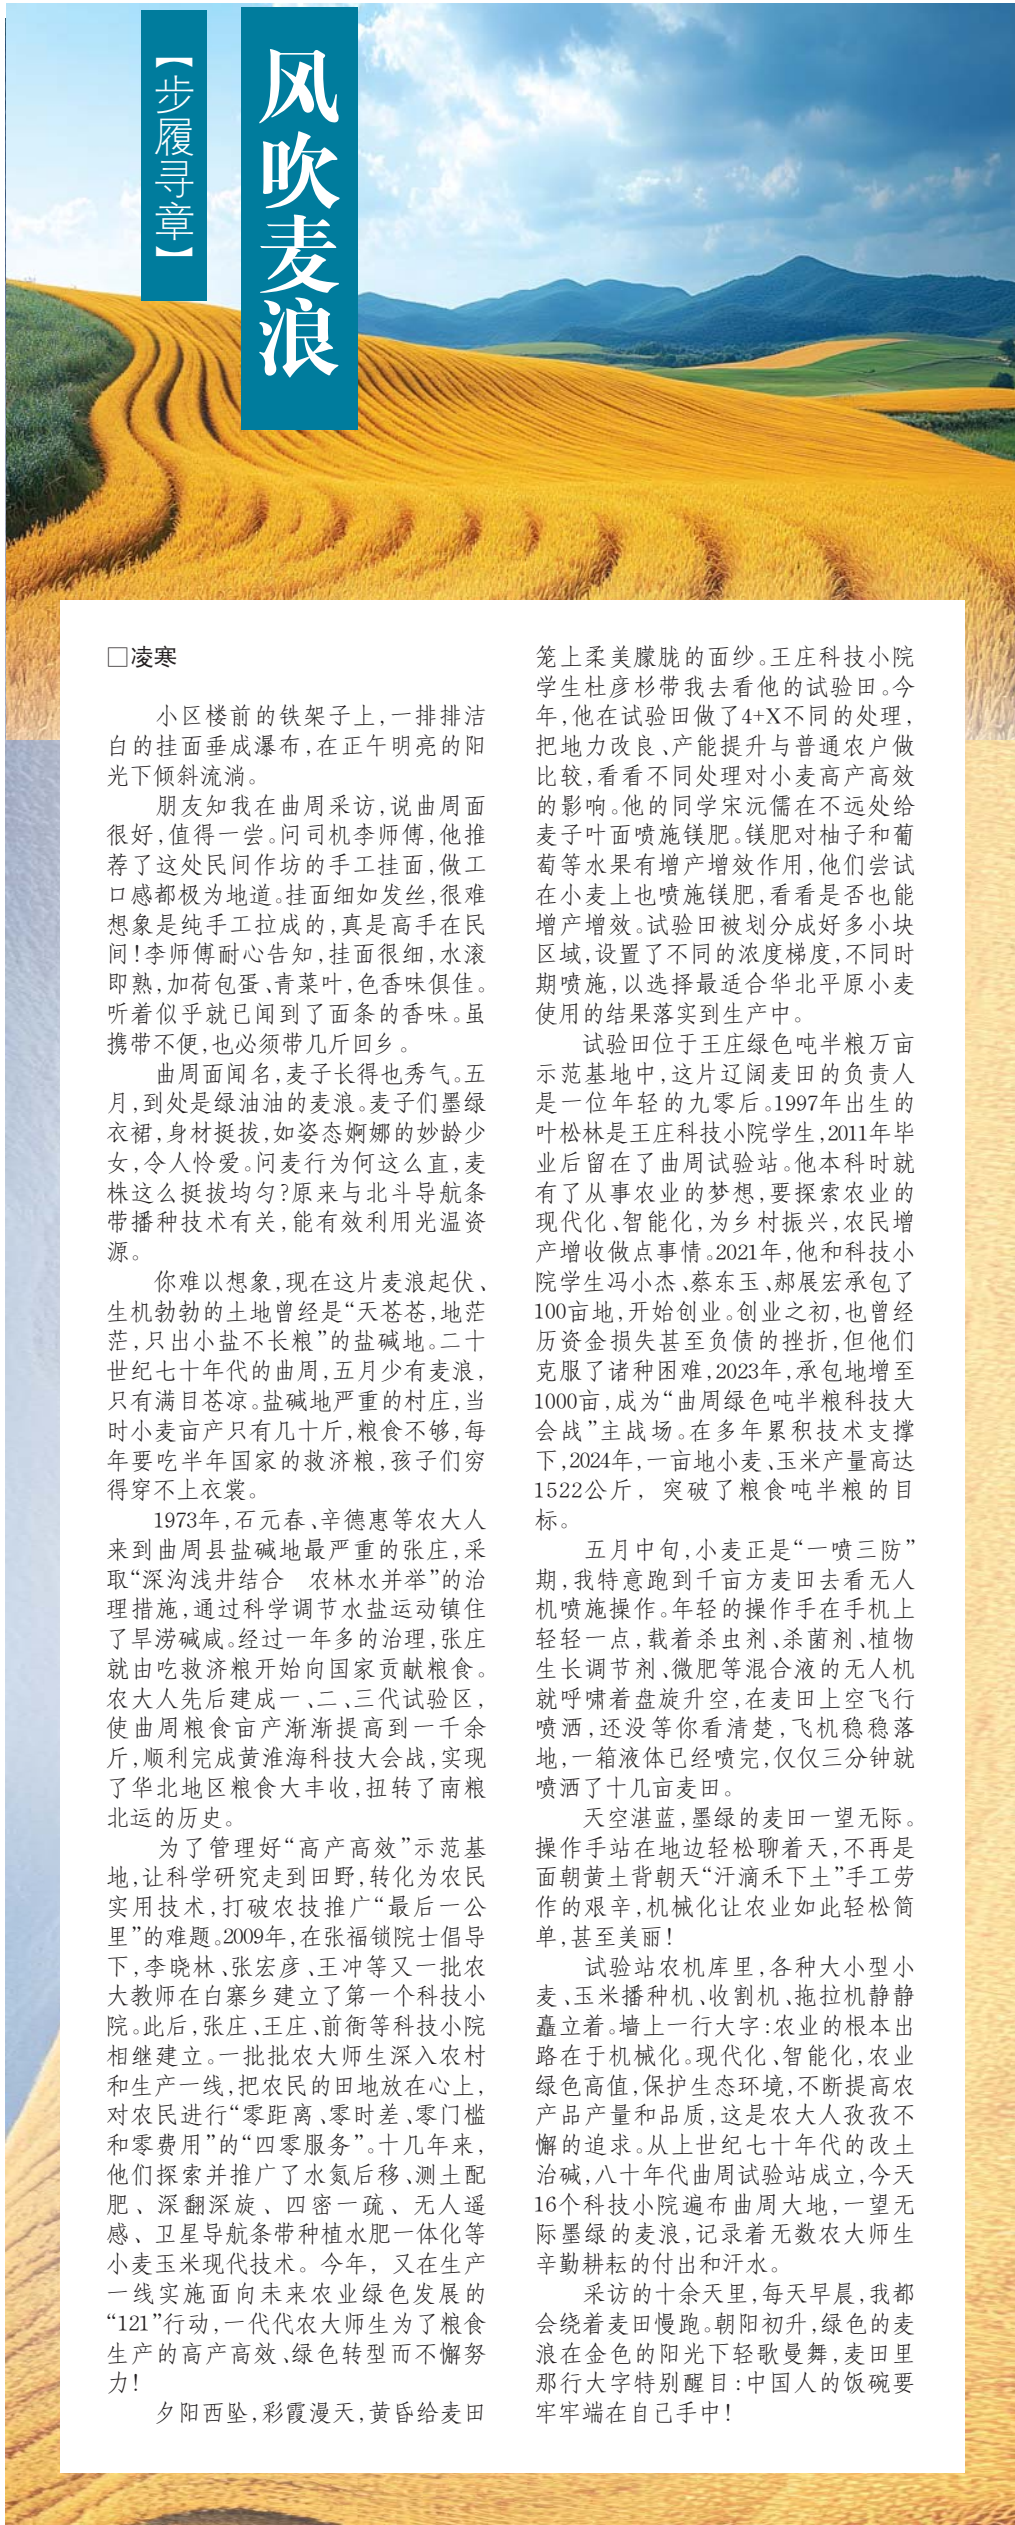 【步履寻章】
风吹麦浪
□凌寒
小区楼前的铁架子上,一排排洁
白的挂面垂成瀑布,在正午明亮的阳
光下倾斜流淌。
朋友知我在曲周采访,说曲周面
很好,值得一尝。问司机李师傅,他推
荐了这处民间作坊的手工挂面,做工
口感都极为地道。挂面细如发丝,很难
想象是纯手工拉成的,真是高手在民
间!李师傅耐心告知,挂面很细,水滚
即熟,加荷包蛋、青菜叶,色香味俱佳。
听着似乎就已闻到了面条的香味。虽
携带不便,也必须带几斤回乡。
曲周面闻名,麦子长得也秀气。五
月,到处是绿油油的麦浪。麦子们墨绿
衣裙,身材挺拔,如姿态婀娜的妙龄少
女,令人怜爱。问麦行为何这么直,麦
株这么挺拔均匀?原来与北斗导航条
带播种技术有关,能有效利用光温资
源。
你难以想象,现在这片麦浪起伏、
生机勃勃的土地曾经是“天苍苍,地茫
茫,只出小盐不长粮”的盐碱地。二十
世纪七十年代的曲周,五月少有麦浪,
只有满目苍凉。盐碱地严重的村庄,当
时小麦亩产只有几十斤,粮食不够,每
年要吃半年国家的救济粮,孩子们穷
得穿不上衣裳。
1973年,石元春、辛德惠等农大人
来到曲周县盐碱地最严重的张庄,采
取“深沟浅井结合　农林水并举”的治
理措施,通过科学调节水盐运动镇住
了旱涝碱咸。经过一年多的治理,张庄
就由吃救济粮开始向国家贡献粮食。
农大人先后建成一、二、三代试验区,
使曲周粮食亩产渐渐提高到一千余
斤,顺利完成黄淮海科技大会战,实现
了华北地区粮食大丰收,扭转了南粮
北运的历史。
为了管理好“高产高效”示范基
地,让科学研究走到田野,转化为农民
实用技术,打破农技推广“最后一公
里”的难题。2009年,在张福锁院士倡导
下,李晓林、张宏彦、王冲等又一批农
大教师在白寨乡建立了第一个科技小
院。此后,张庄、王庄、前衙等科技小院
相继建立。一批批农大师生深入农村
和生产一线,把农民的田地放在心上,
对农民进行“零距离、零时差、零门槛
和零费用”的“四零服务”。十几年来,
他们探索并推广了水氮后移、测土配
肥、深翻深旋、四密一疏、无人遥
感、卫星导航条带种植水肥一体化等
小麦玉米现代技术。今年,又在生产
一线实施面向未来农业绿色发展的
“121”行动,一代代农大师生为了粮食
生产的高产高效、绿色转型而不懈努
力!
夕阳西坠,彩霞漫天,黄昏给麦田
笼上柔美朦胧的面纱。王庄科技小院
学生杜彦杉带我去看他的试验田。今
年,他在试验田做了4+X不同的处理,
把地力改良、产能提升与普通农户做
比较,看看不同处理对小麦高产高效
的影响。他的同学宋沅儒在不远处给
麦子叶面喷施镁肥。镁肥对柚子和葡
萄等水果有增产增效作用,他们尝试
在小麦上也喷施镁肥,看看是否也能
增产增效。试验田被划分成好多小块
区域,设置了不同的浓度梯度,不同时
期喷施,以选择最适合华北平原小麦
使用的结果落实到生产中。
试验田位于王庄绿色吨半粮万亩
示范基地中,这片辽阔麦田的负责人
是一位年轻的九零后。1997年出生的
叶松林是王庄科技小院学生,2011年毕
业后留在了曲周试验站。他本科时就
有了从事农业的梦想,要探索农业的
现代化、智能化,为乡村振兴,农民增
产增收做点事情。2021年,他和科技小
院学生冯小杰、蔡东玉、郝展宏承包了
100亩地,开始创业。创业之初,也曾经
历资金损失甚至负债的挫折,但他们
克服了诸种困难,2023年,承包地增至
1000亩,成为“曲周绿色吨半粮科技大
会战”主战场。在多年累积技术支撑
下,2024年,一亩地小麦、玉米产量高达
1522公斤,突破了粮食吨半粮的目
标。
五月中旬,小麦正是“一喷三防”
期,我特意跑到千亩方麦田去看无人
机喷施操作。年轻的操作手在手机上
轻轻一点,载着杀虫剂、杀菌剂、植物
生长调节剂、微肥等混合液的无人机
就呼啸着盘旋升空,在麦田上空飞行
喷洒,还没等你看清楚,飞机稳稳落
地,一箱液体已经喷完,仅仅三分钟就
喷洒了十几亩麦田。
天空湛蓝,墨绿的麦田一望无际。
操作手站在地边轻松聊着天,不再是
面朝黄土背朝天“汗滴禾下土”手工劳
作的艰辛,机械化让农业如此轻松简
单,甚至美丽!
试验站农机库里,各种大小型小
麦、玉米播种机、收割机、拖拉机静静
矗立着。墙上一行大字:农业的根本出
路在于机械化。现代化、智能化,农业
绿色高值,保护生态环境,不断提高农
产品产量和品质,这是农大人孜孜不
懈的追求。从上世纪七十年代的改土
治碱,八十年代曲周试验站成立,今天
16个科技小院遍布曲周大地,一望无
际墨绿的麦浪,记录着无数农大师生
辛勤耕耘的付出和汗水。
采访的十余天里,每天早晨,我都
会绕着麦田慢跑。朝阳初升,绿色的麦
浪在金色的阳光下轻歌曼舞,麦田里
那行大字特别醒目:中国人的饭碗要
牢牢端在自己手中!